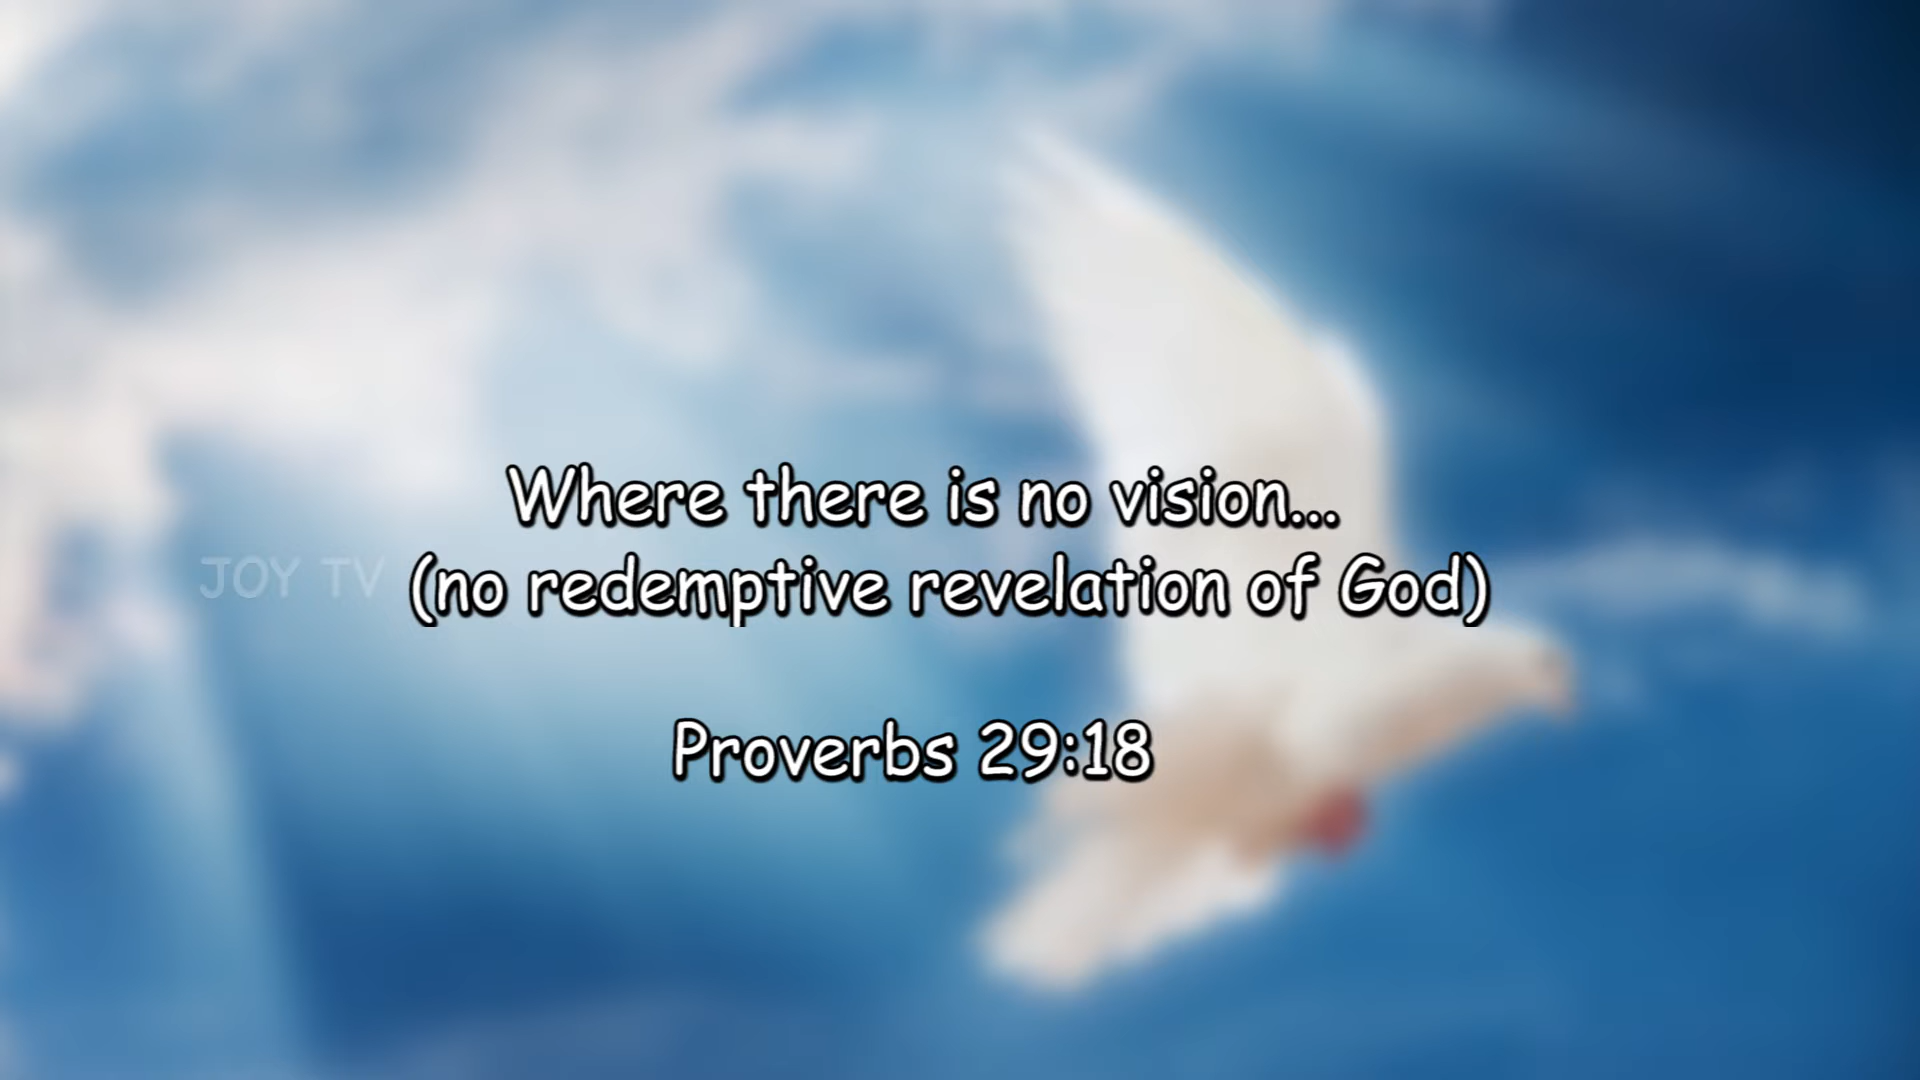 Where there is no vision...
JOY TV
(no redemptive revelation of God)
Proverbs 29:18